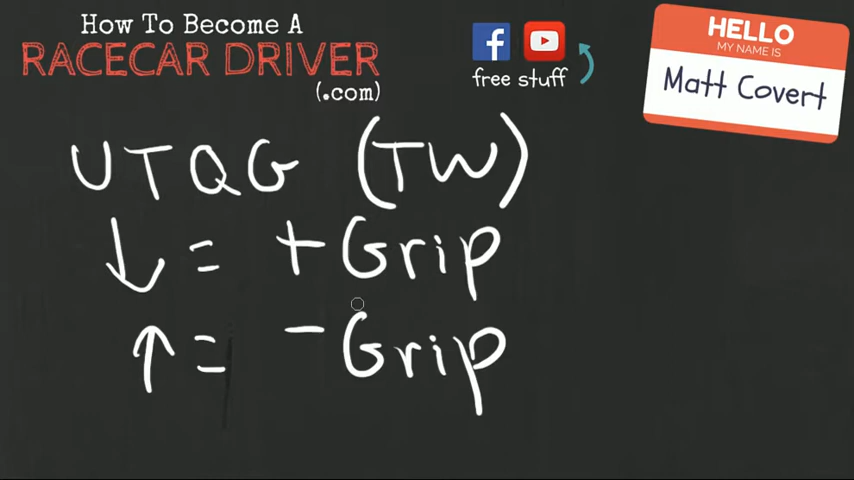 How To Become A
RACECAR DRIVER
(.com)
f
free stuff
HELLO
MY NAME IS
Matt Covert
UTQG (TW)
↓ = + Grip
↑ = - Grip